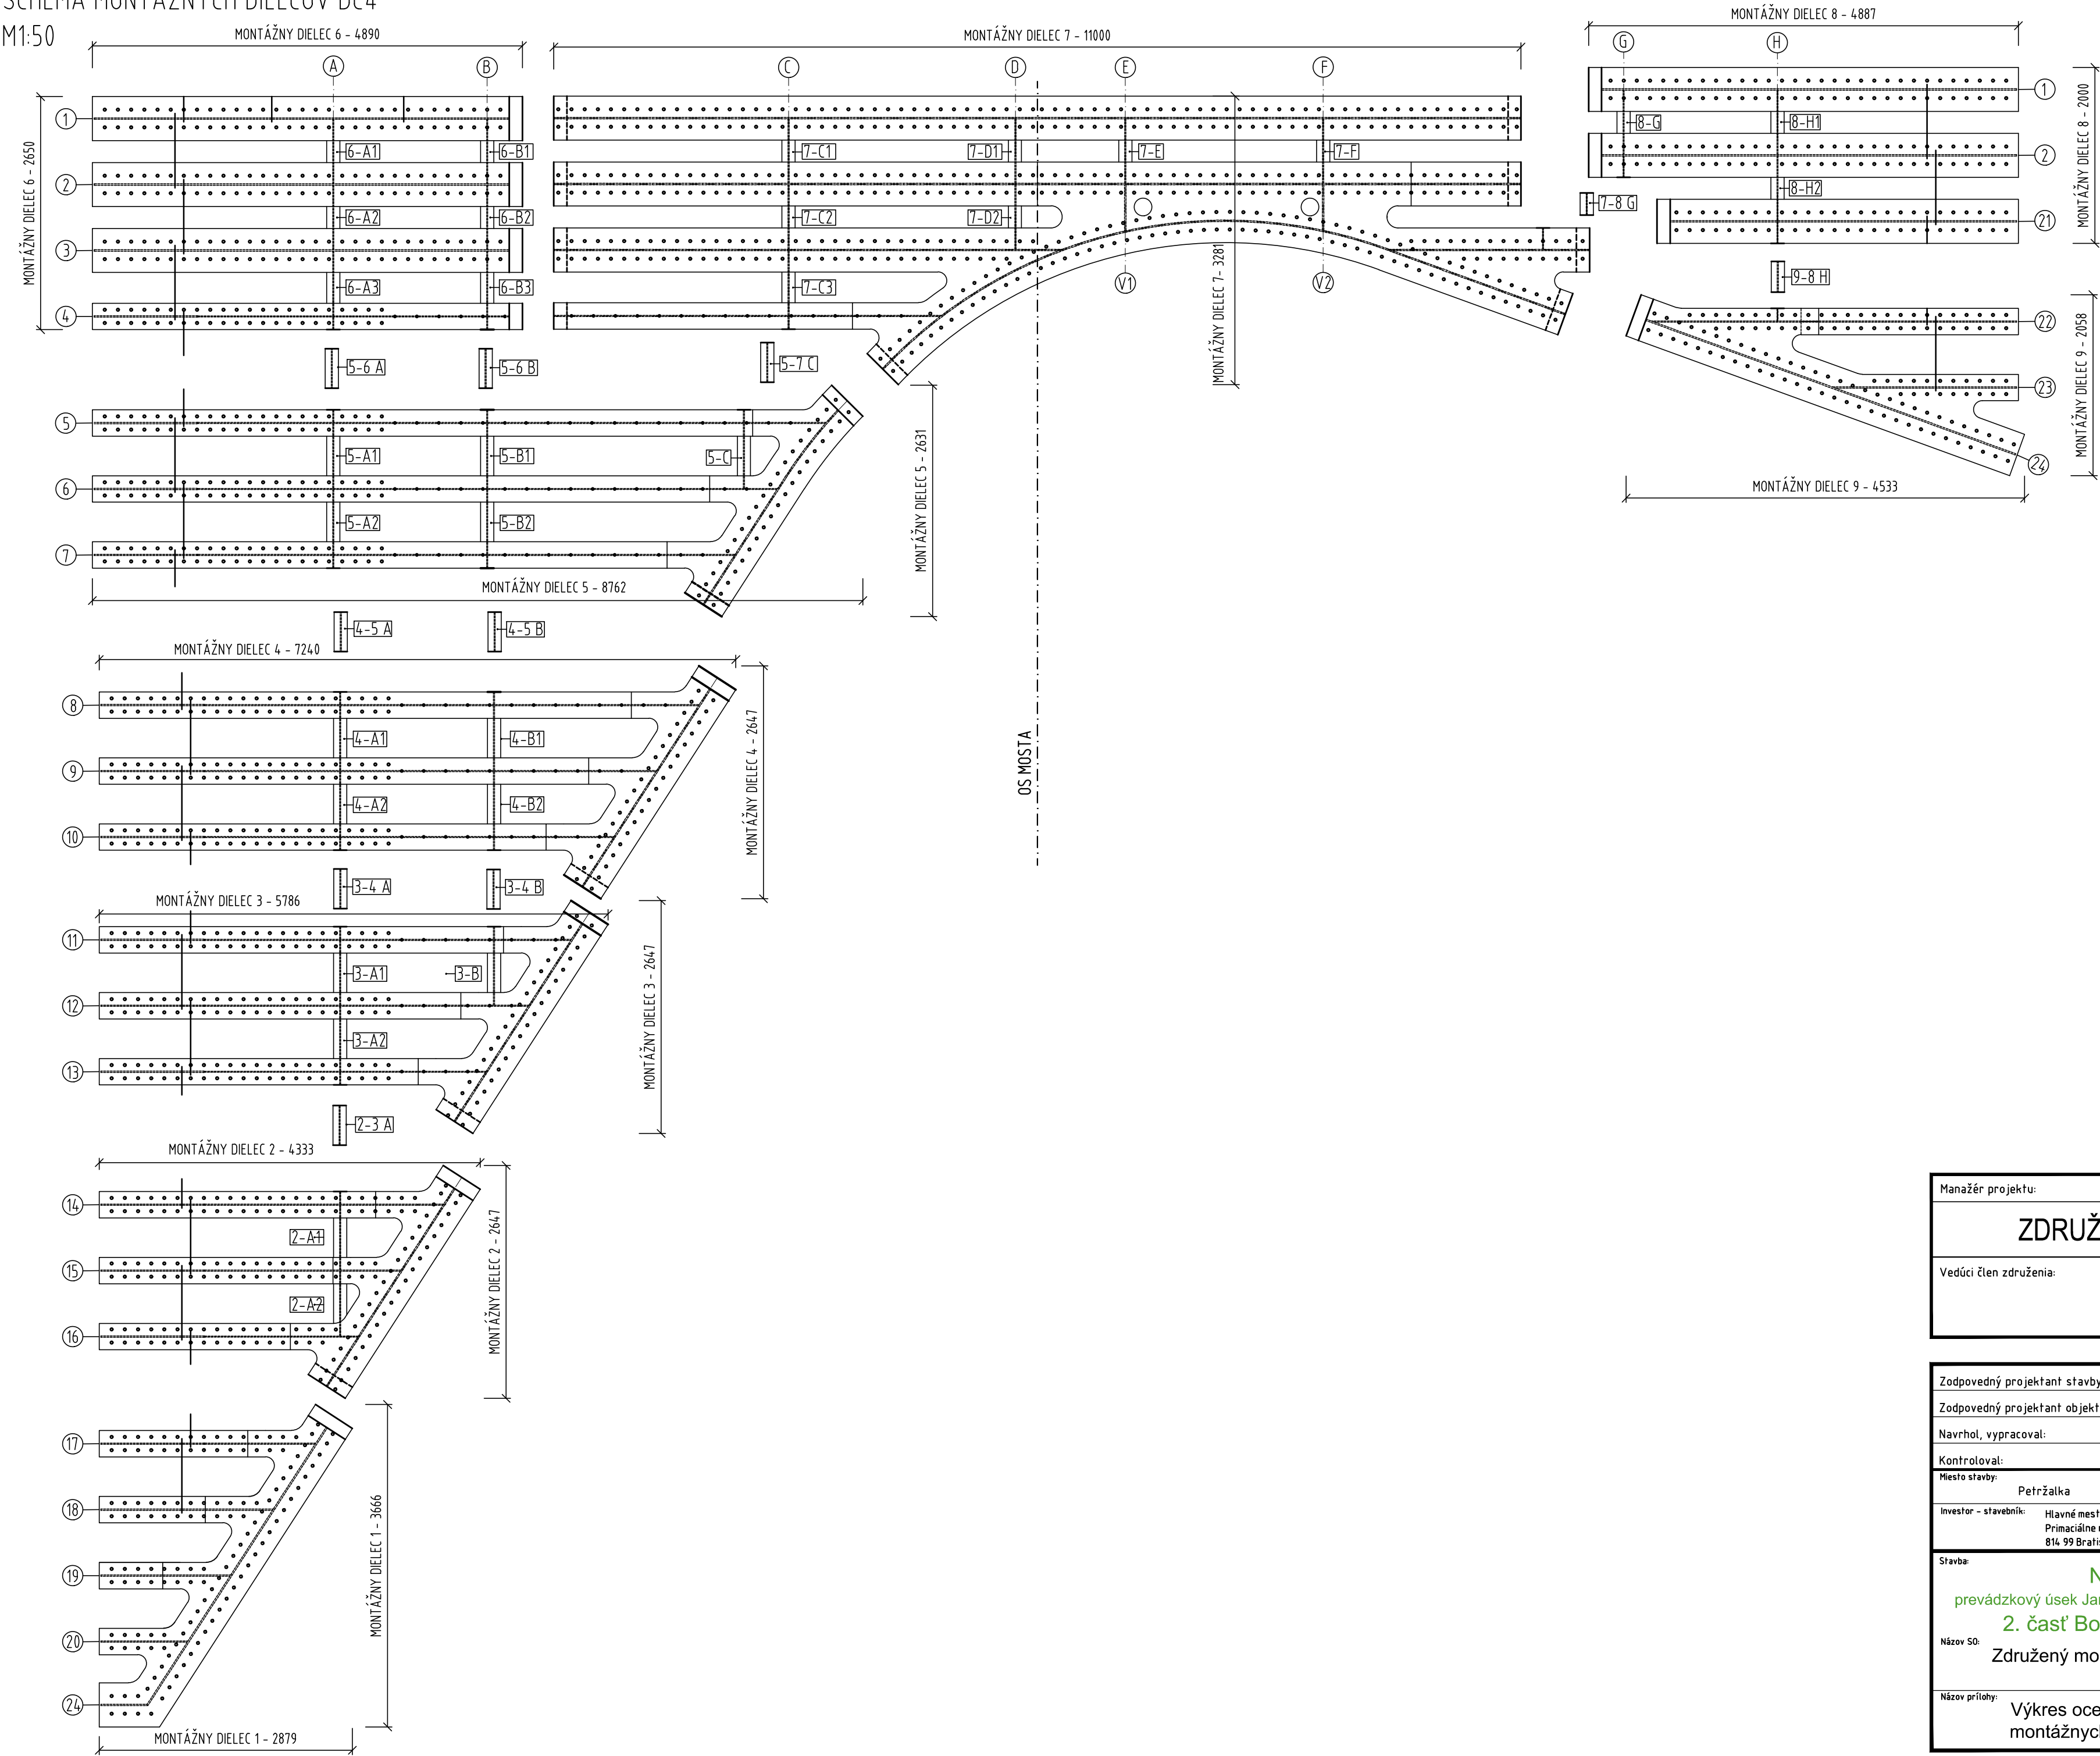 SCHÉMA MONTÁŽNYCH DIELCOV DC4
M1:50
MONTÁŽNY DIELEC 6 - 4890
MONTÁŽNY DIELEC 7 - 11000
MONTÁŽNY DIELEC 8 - 4887
A
B
C
D
E
F
G
H
MONTÁŽNY DIELEC 6 - 2650
1
2
3
4
6-A1
6-B1
6-A2
6-B2
6-A3
6-B3
7-C1
7-D1
7-E
7-F
7-C2
7-D2
7-C3
V1
V2
MONTÁŽNY DIELEC 7 - 3281
8-G
8-H1
8-H2
7-8 G
9-8 H
1
2
21
MONTÁŽNY DIELEC 8 - 2000
22
23
24
MONTÁŽNY DIELEC 9 - 2058
MONTÁŽNY DIELEC 9 - 4533
5-6 A
5-6 B
5-7 C
5
6
7
5-A1
5-B1
5-C
5-A2
5-B2
MONTÁŽNY DIELEC 5 - 2631
MONTÁŽNY DIELEC 5 - 8762
4-5 A
4-5 B
MONTÁŽNY DIELEC 4 - 7240
8
9
10
4-A1
4-B1
4-A2
4-B2
MONTÁŽNY DIELEC 4 - 2647
OS MOSTA
3-4 A
3-4 B
MONTÁŽNY DIELEC 3 - 5786
11
12
13
3-A1
3-B
3-A2
MONTÁŽNY DIELEC 3 - 2647
2-3 A
MONTÁŽNY DIELEC 2 - 4333
14
15
16
2-A1
2-A2
MONTÁŽNY DIELEC 2 - 2647
17
18
19
20
24
MONTÁŽNY DIELEC 1 - 3666
MONTÁŽNY DIELEC 1 - 2879
Manažér projektu:
ZDRUŽ
Vedúci člen združenia:
Zodpovedný projektant stavby
Zodpovedný projektant objekt
Navrhol, vypracoval:
Kontroloval:
Miesto stavby:
Petržalka
Investor - stavebník:
Hlavné mest
Primaciálne
814 99 Brati
Stavba:
N
prevádzkový úsek Ja
2. časť Bo
Názov SO:
Združený mo
Názov prílohy:
Výkres oce
montážnyc